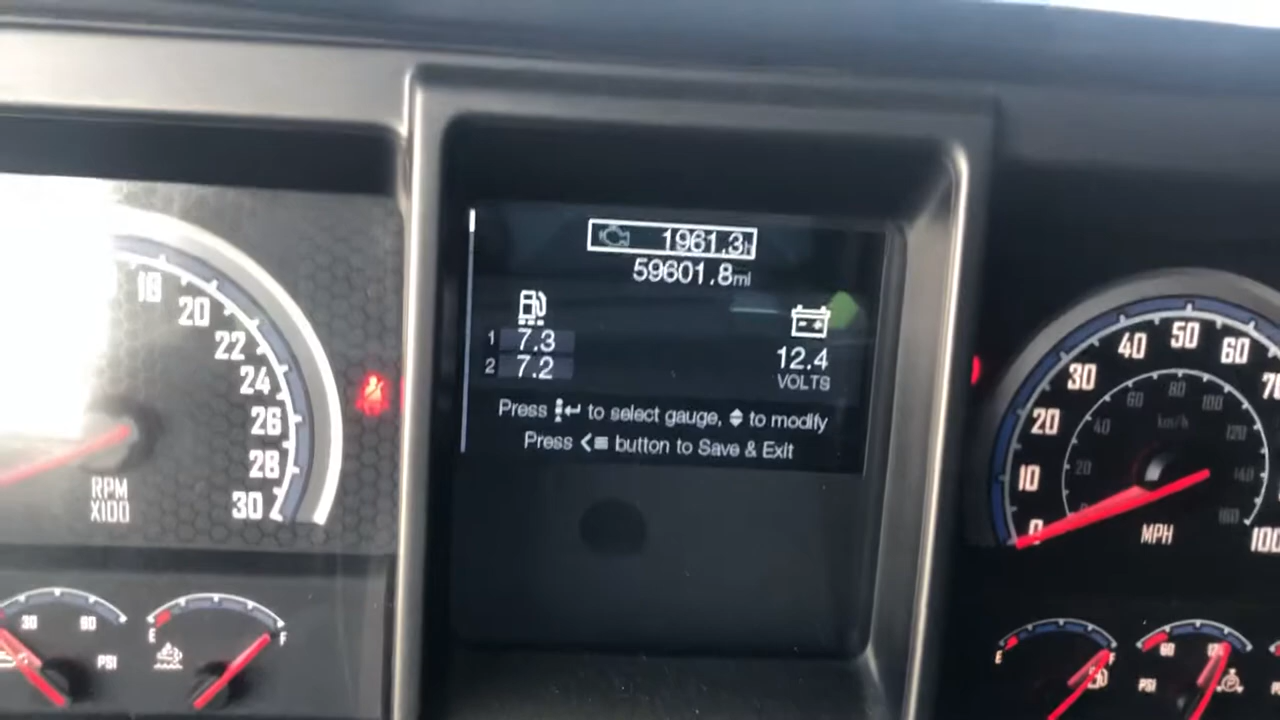 1961.3h
59601.8mi
1 7.3
2 7.2
12.4
VOLTS
Press to select gauge, to modify
Press < button to Save & Exit
18
20
22
24
26
28
30
RPM
X100
0
10
20
30
40
50
60
100
20
40
60
80
100
120
140
160
km/h
MPH
30
60
PSI
E
F
E
F
60
120
PSI